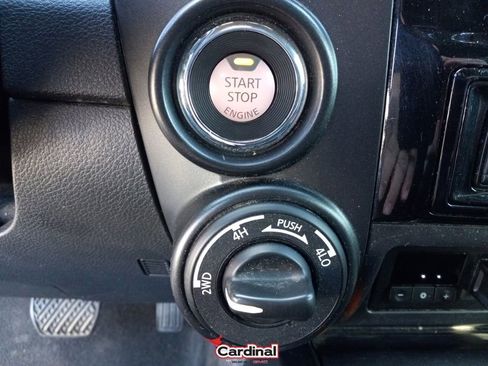 START
STOP
ENGINE
PUSH
4H
4LO
2WD
Cardinal